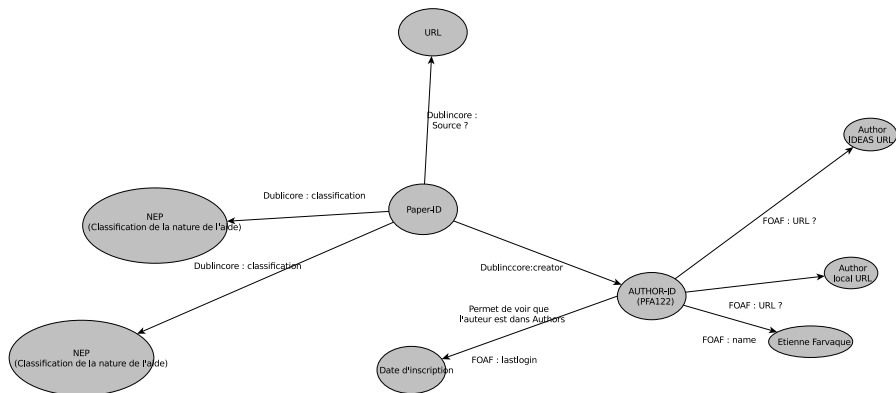 URL
Dublincore :
Source ?
Author
IDEAS URL
Dublicore : classification
Paper-ID
NEP
(Classification de la nature de l'aide)
FOAF : URL ?
Dublincore : classification
Dublinccore:creator
Author
local URL
AUTHOR-ID
(PFA122)
FOAF : URL ?
Permet de voir que
l'auteur est dans Authors
FOAF : name
Etienne Farvaque
NEP
(Classification de la nature de l'aide)
FOAF : lastlogin
Date d'inscription